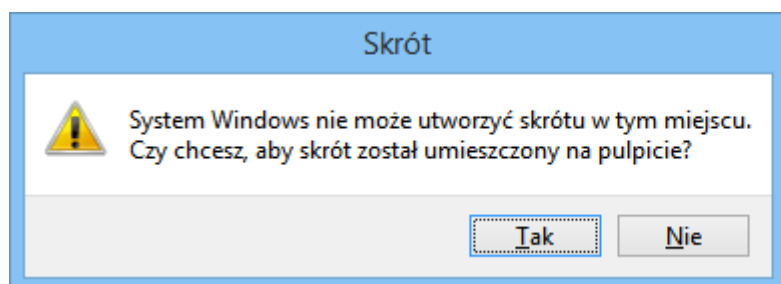 Skrót
System Windows nie może utworzyć skrótu w tym miejscu.
Czy chcesz, aby skrót został umieszczony na pulpicie?
Tak
Nie